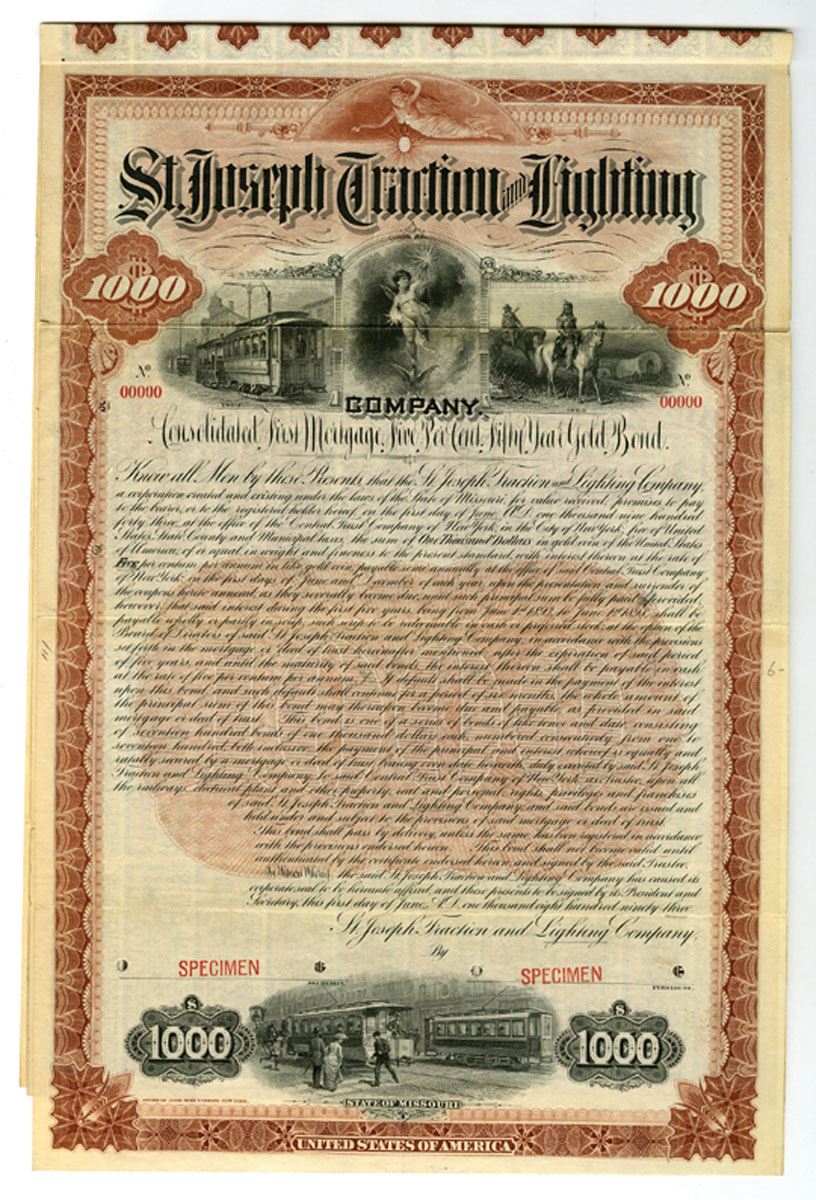 St. Joseph Traction and Lighting
$1000
$1000
No
00000
No
00000
COMPANY.
Consolidated First Mortgage, Five Per Cent. Fifty Year Gold Bond.
Know all Men by these Presents, that the St. Joseph Traction and Lighting Company,
a corporation created and existing under the laws of the State of Missouri, for value received, promises to pay
to the bearer, or to the registered holder hereof, on the first day of June, A.D. one thousand nine hundred
forty three, at the office of the Central Trust Company of New York, in the City of New York, free of United
States, State, County and Municipal taxes, the sum of One Thousand Dollars in gold coin of the United States
of America, of or equal in weight and fineness to the present standard, with interest thereon at the rate of
Five per centum per annum in like gold coin, payable semi annually at the office of said Central Trust Company
of New York on the first days of June and December of each year, upon the presentation and surrender of
the coupons hereto annexed, as they severally become due, until such principal sum be fully paid; provided,
however, that said interest during the first five years, being from June 1st 1893, to June 1st 1898, shall be
payable wholly or partly in scrip, such scrip to be redeemable in cash or preferred stock, at the option of the
Board of Directors of said St. Joseph Traction and Lighting Company, in accordance with the provisions
set forth in the mortgage or deed of trust hereinafter mentioned; after the expiration of said period
of five years, and until the maturity of said bonds, the interest thereon shall be payable in cash
at the rate of five per centum per annum. If default shall be made in the payment of the interest
upon this bond and such default shall continue for a period of six months, the whole amount of
the principal sum of the bond may thereupon become due and payable, as provided in said
mortgage or deed of trust. This bond is one of a series of bonds of like tenor and date consisting
of seventeen hundred bonds of one thousand dollars each, numbered consecutively from one to
seventeen hundred both inclusive, the payment of the principal and interest whereof is equally and
ratably secured by a mortgage or deed of trust, bearing even date herewith, duly executed by said St. Joseph
Traction and Lighting Company, to said Central Trust Company of New York, as Trustee, upon all
the railways, electrical plant and other property, real and personal, rights, privileges and franchises
of said St. Joseph Traction and Lighting Company, and said bonds are issued and
held under and subject to the provisions of said mortgage or deed of trust.
This bond shall pass by delivery, unless the same has been registered in accordance
with the provisions endorsed hereon. This bond shall not become valid until
authenticated by the certificate endorsed hereon and signed by the said Trustee.
In Witness Whereof, the said St. Joseph Traction and Lighting Company has caused its
corporate seal to be hereunto affixed, and these presents to be signed by its President and
Secretary, this first day of June, A.D. one thousand eight hundred ninety three.
St. Joseph Traction and Lighting Company,
By
SPECIMEN
SPECIMEN
SECRETARY.
PRESIDENT.
$
1000
$
1000
STATE OF MISSOURI
UNITED STATES OF AMERICA